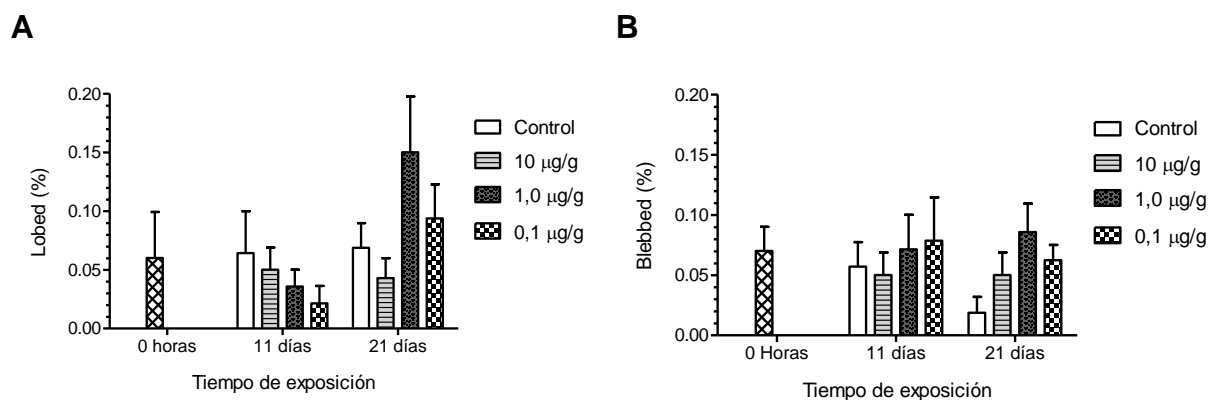 A
0.20
0.15
0.10
0.05
0.00
Lobed (%)
0 horas
11 días
21 días
Tiempo de exposición
Control
10 µg/g
1,0 µg/g
0,1 µg/g
B
0.20
0.15
0.10
0.05
0.00
Blebbed (%)
0 Horas
11 días
21 días
Tiempo de exposición
Control
10 µg/g
1,0 µg/g
0,1 µg/g